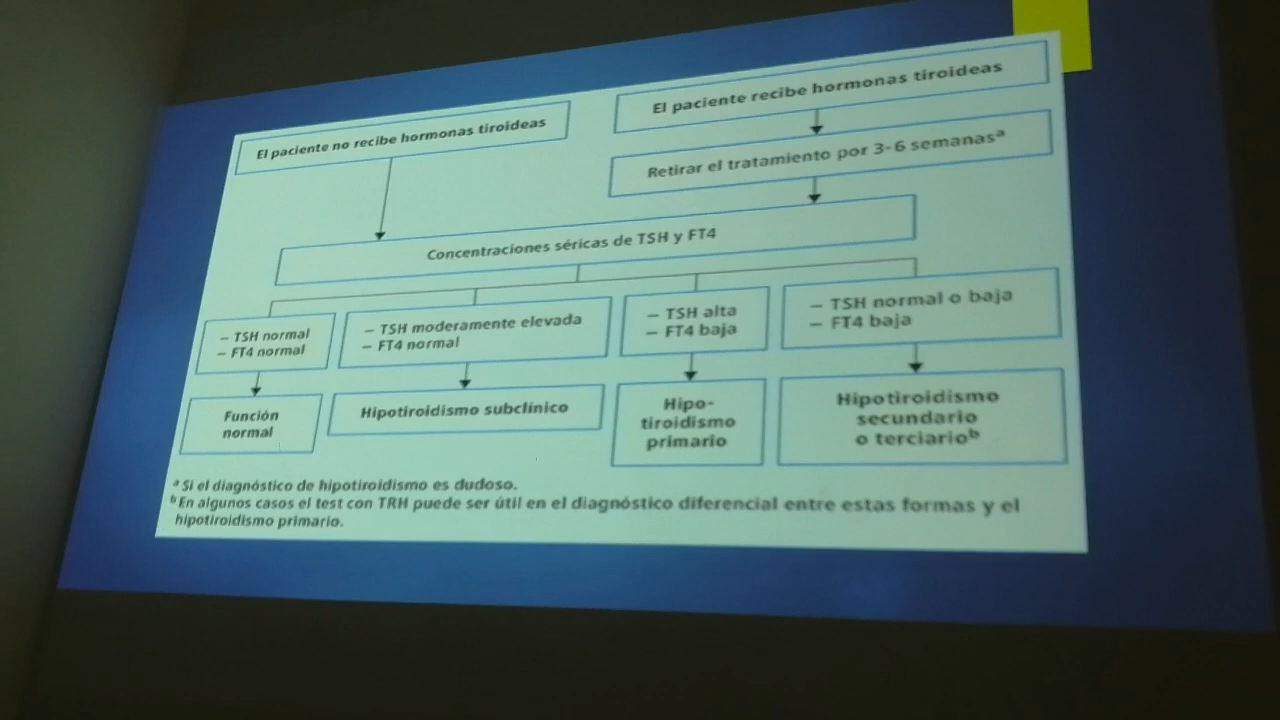 El paciente no recibe hormonas tiroideas
El paciente recibe hormonas tiroideas
Retirar el tratamiento por 3-6 semanasª
Concentraciones séricas de TSH y FT4
– TSH normal
– FT4 normal
– TSH moderamente elevada
– FT4 normal
– TSH alta
– FT4 baja
– TSH normal o baja
– FT4 baja
Función
normal
Hipotiroidismo subclínico
Hipo-
tiroidismo
primario
Hipotiroidismo
secundario
o terciarioᵇ
ª Si el diagnóstico de hipotiroidismo es dudoso.
ᵇ En algunos casos el test con TRH puede ser útil en el diagnóstico diferencial entre estas formas y el
hipotiroidismo primario.